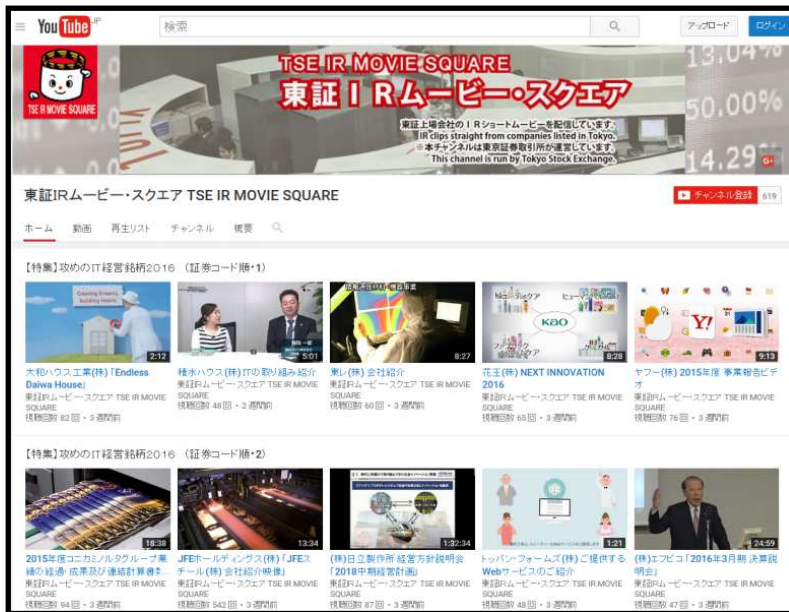 YouTube JP
検索
アップロード
ログイン
TSE IR MOVIE SQUARE
TSE IR MOVIE SQUARE
東証IRムービー・スクエア
東証上場会社のIRショートムービーを配信しています。
IR clips straight from companies listed in Tokyo.
※本チャンネルは東京証券取引所が運営しています。
This channel is run by Tokyo Stock Exchange.
13.04%
50.00%
14.29%
東証IRムービー・スクエア TSE IR MOVIE SQUARE
チャンネル登録 619
ホーム 動画 再生リスト チャンネル 概要
【特集】攻めのIT経営銘柄2016 （証券コード順・1）
Creating Dreams,
Building Hearts.
2:12
5:01
8:27
kao
8:28
Y!
9:13
大和ハウス工業(株)「Endless
Daiwa House」
東証IRムービー・スクエア TSE IR MOVIE
SQUARE
視聴回数 82 回・3 週間前
積水ハウス(株) ITの取り組み紹介
東証IRムービー・スクエア TSE IR MOVIE
SQUARE
視聴回数 48 回・2 週間前
東レ(株) 会社紹介
東証IRムービー・スクエア TSE IR MOVIE
SQUARE
視聴回数 60 回・3 週間前
花王(株) NEXT INNOVATION
2016
東証IRムービー・スクエア TSE IR MOVIE
SQUARE
視聴回数 65 回・3 週間前
ヤフー(株) 2015年度 事業報告ビデ
オ
東証IRムービー・スクエア TSE IR MOVIE
SQUARE
視聴回数 76 回・3 週間前
【特集】攻めのIT経営銘柄2016 （証券コード順・2）
18:38
13:34
1:32:34
1:21
24:59
2015年度コニカミノルタグループ業
績の経過・成果及び連結計算書類...
東証IRムービー・スクエア TSE IR MOVIE
SQUARE
視聴回数 94 回・3 週間前
JFEホールディングス(株)「JFEス
チール(株) 会社紹介映像」
東証IRムービー・スクエア TSE IR MOVIE
SQUARE
視聴回数 542 回・3 週間前
(株)日立製作所 経営方針説明会
「2018中期経営計画」
東証IRムービー・スクエア TSE IR MOVIE
SQUARE
視聴回数 87 回・3 週間前
トッパン・フォームズ(株) ご提供する
Webサービスのご紹介
東証IRムービー・スクエア TSE IR MOVIE
SQUARE
視聴回数 48 回・3 週間前
(株)エフピコ「2016年3月期 決算説
明会」
東証IRムービー・スクエア TSE IR MOVIE
SQUARE
視聴回数 47 回・3 週間前